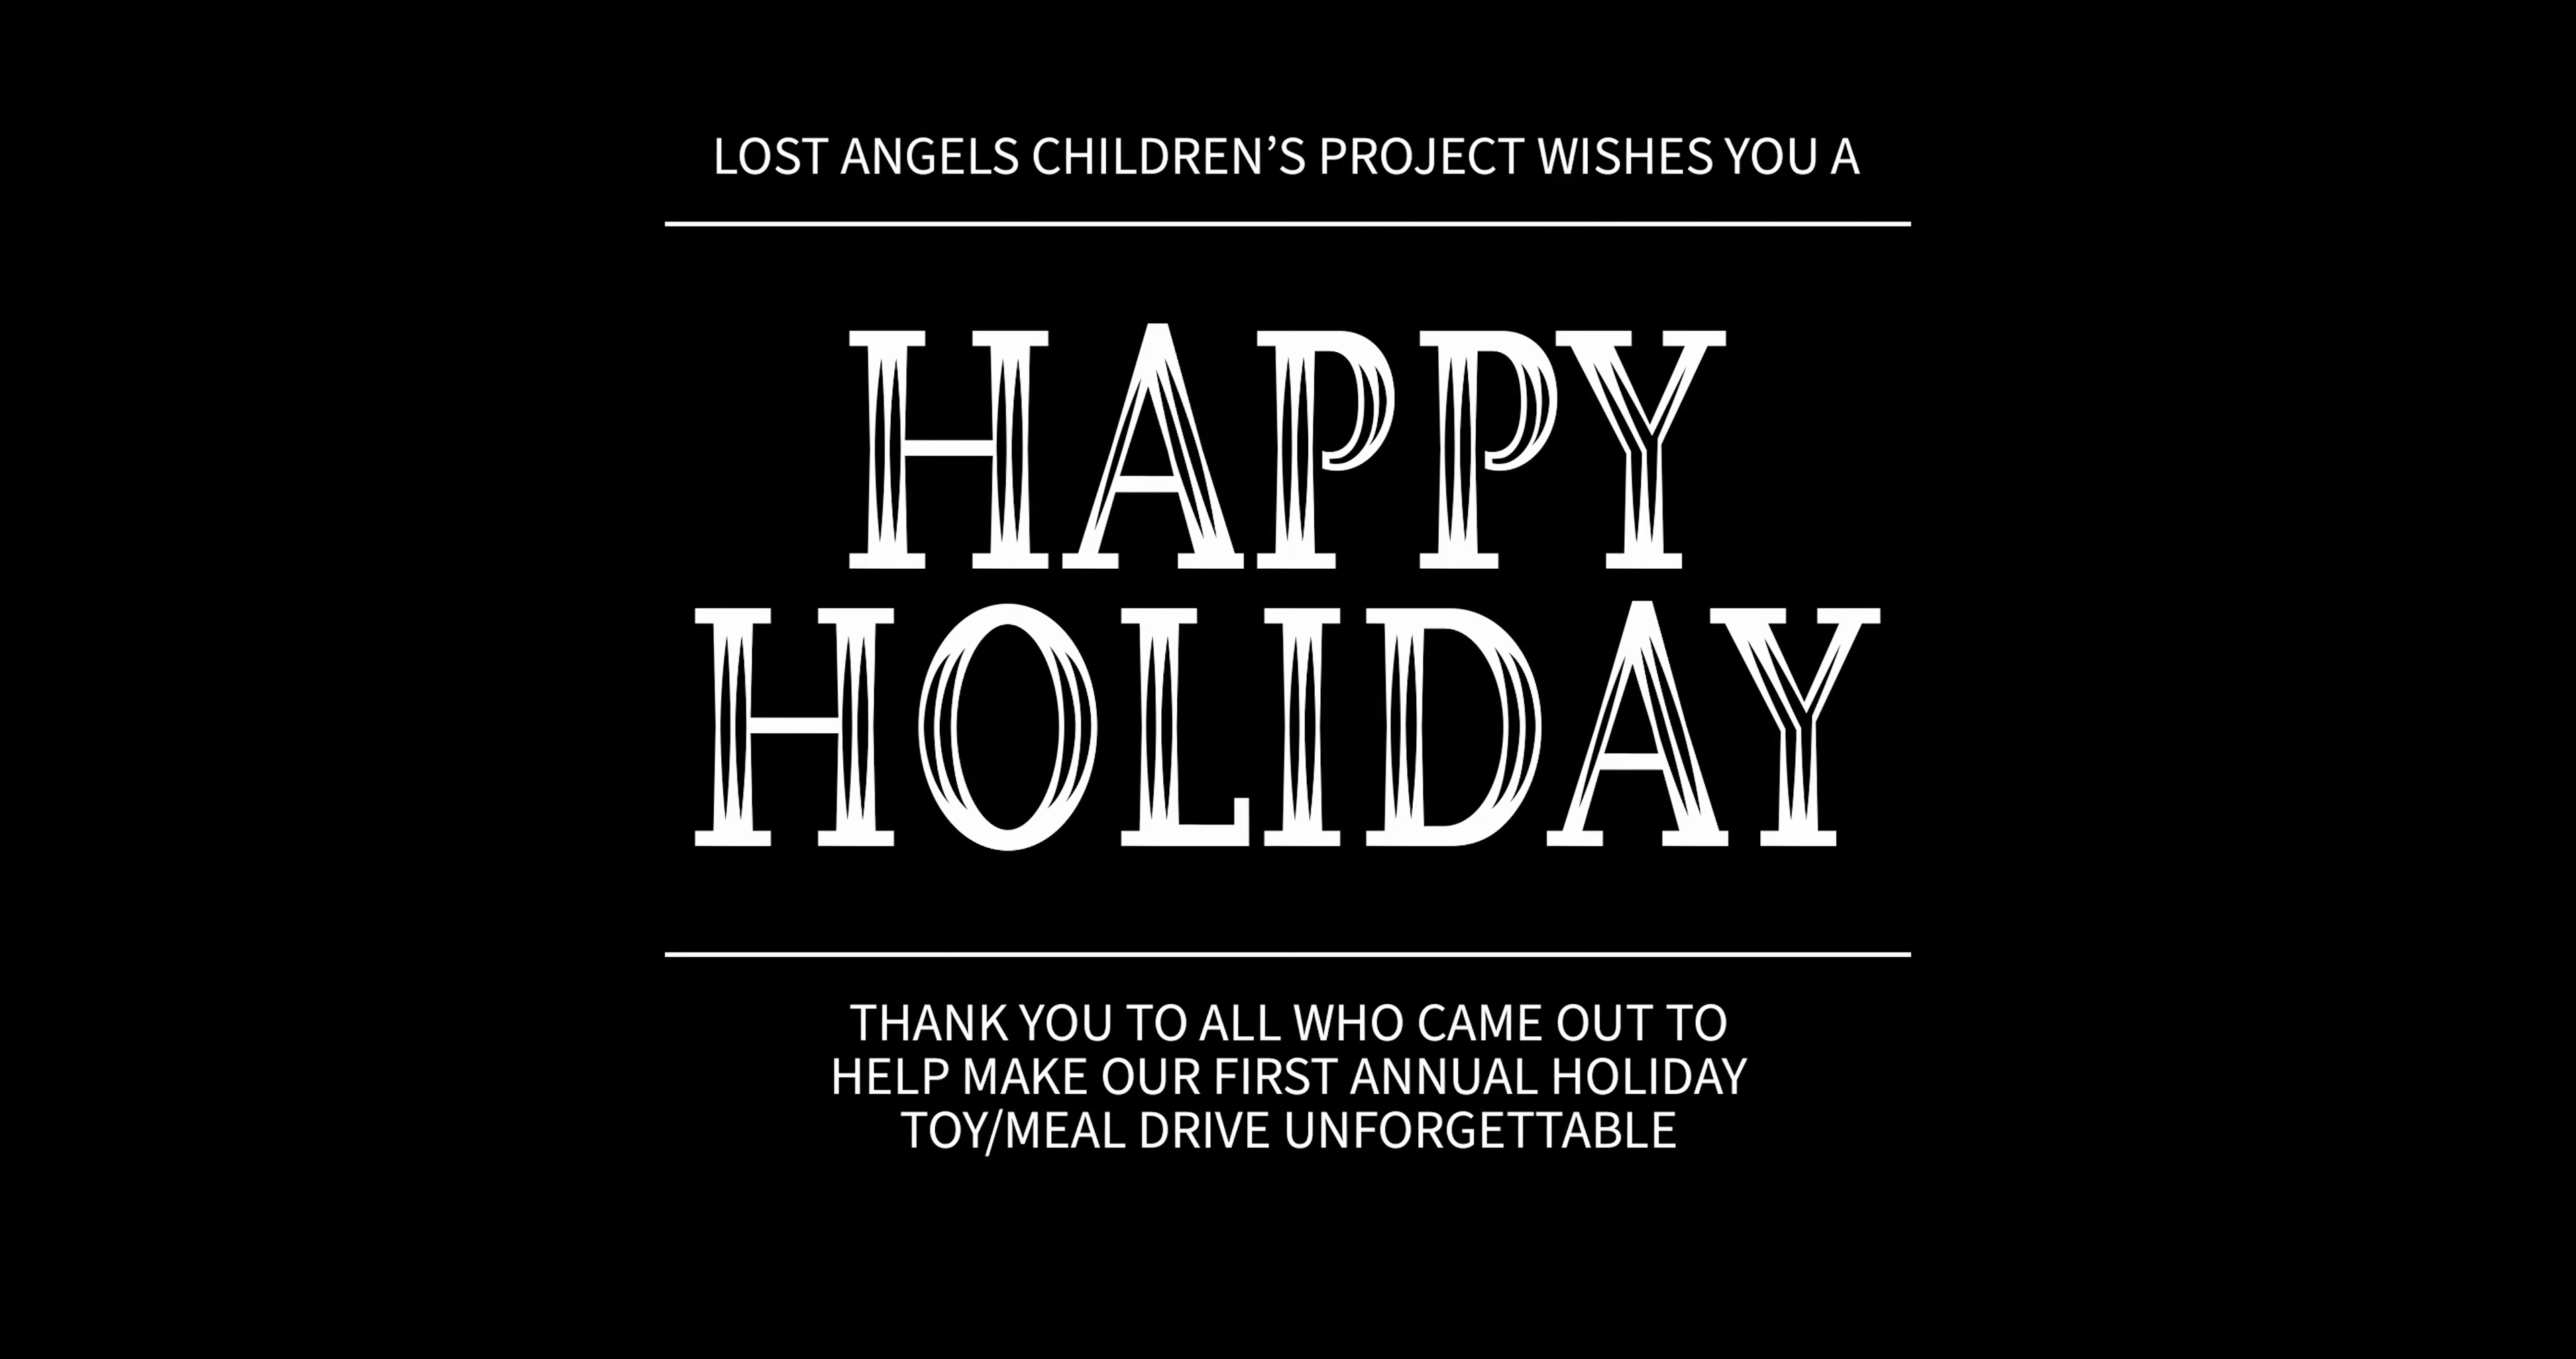 LOST ANGELS CHILDREN’S PROJECT WISHES YOU A
HAPPY
HOLIDAY
THANK YOU TO ALL WHO CAME OUT TO
HELP MAKE OUR FIRST ANNUAL HOLIDAY
TOY/MEAL DRIVE UNFORGETTABLE